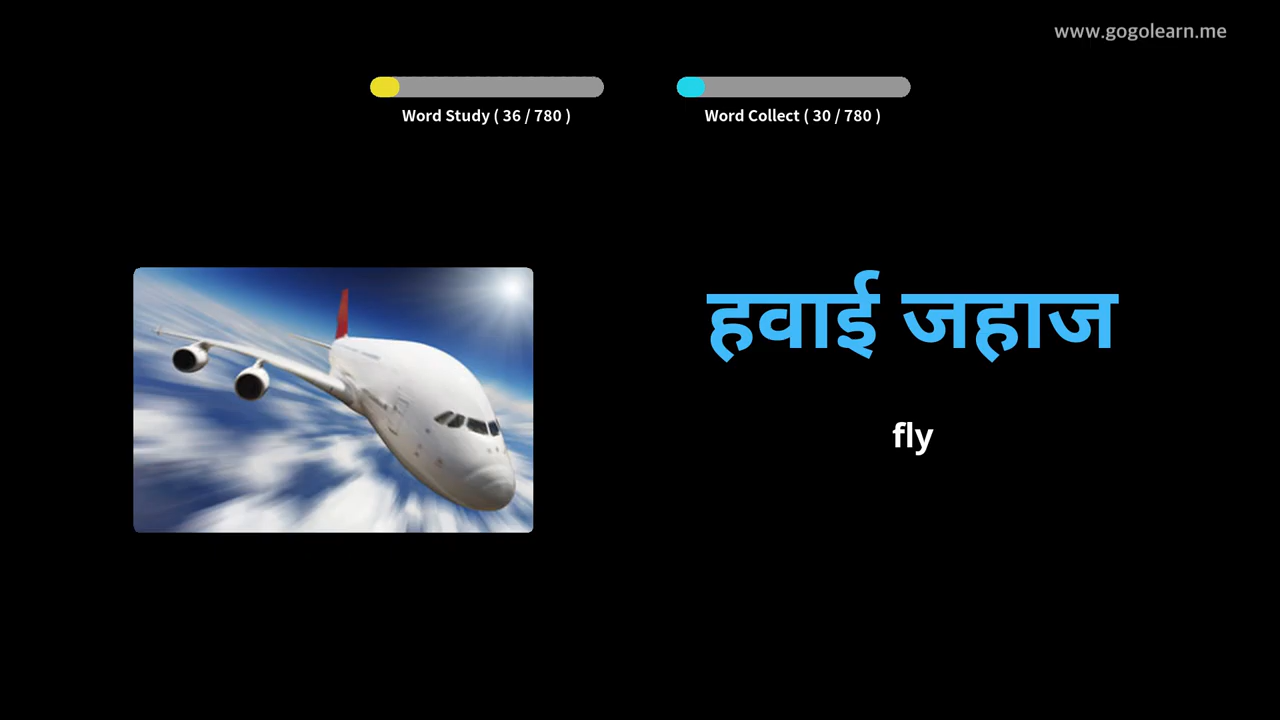 www.gogolearn.me
Word Study ( 36 / 780 )
Word Collect ( 30 / 780 )
हवाई जहाज
fly